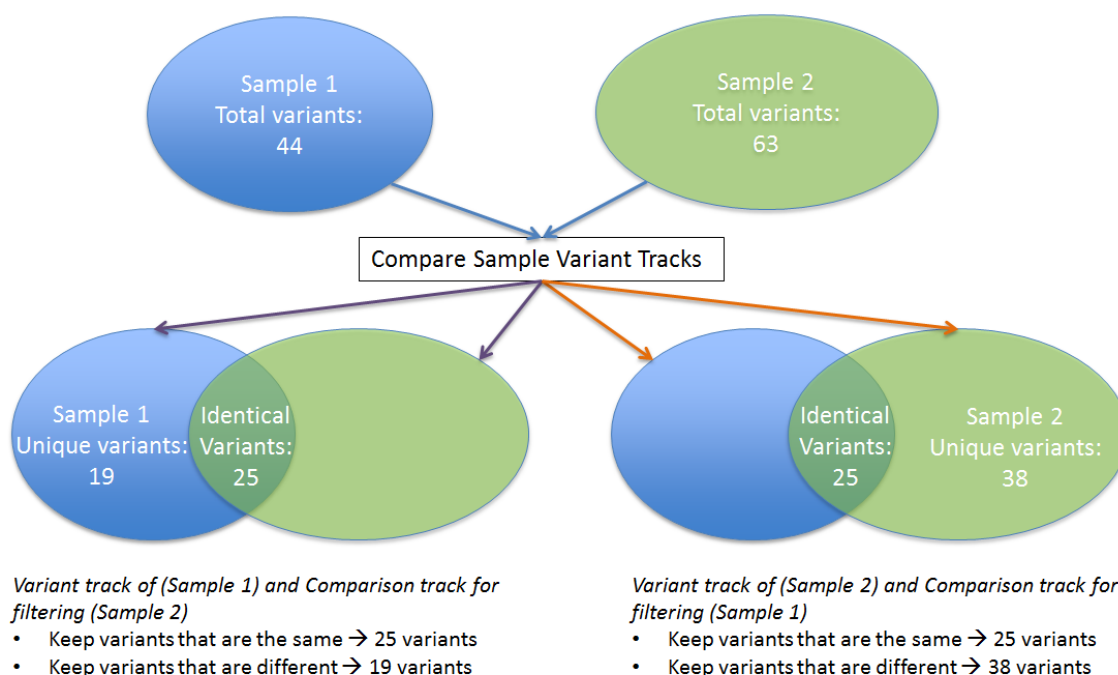 Sample 1
Total variants:
44
Sample 2
Total variants:
63
Compare Sample Variant Tracks
Sample 1
Unique variants:
19
Identical
Variants:
25
Identical
Variants:
25
Sample 2
Unique variants:
38
Variant track of (Sample 1) and Comparison track for
filtering (Sample 2)
• Keep variants that are the same → 25 variants
• Keep variants that are different → 19 variants
Variant track of (Sample 2) and Comparison track for
filtering (Sample 1)
• Keep variants that are the same → 25 variants
• Keep variants that are different → 38 variants